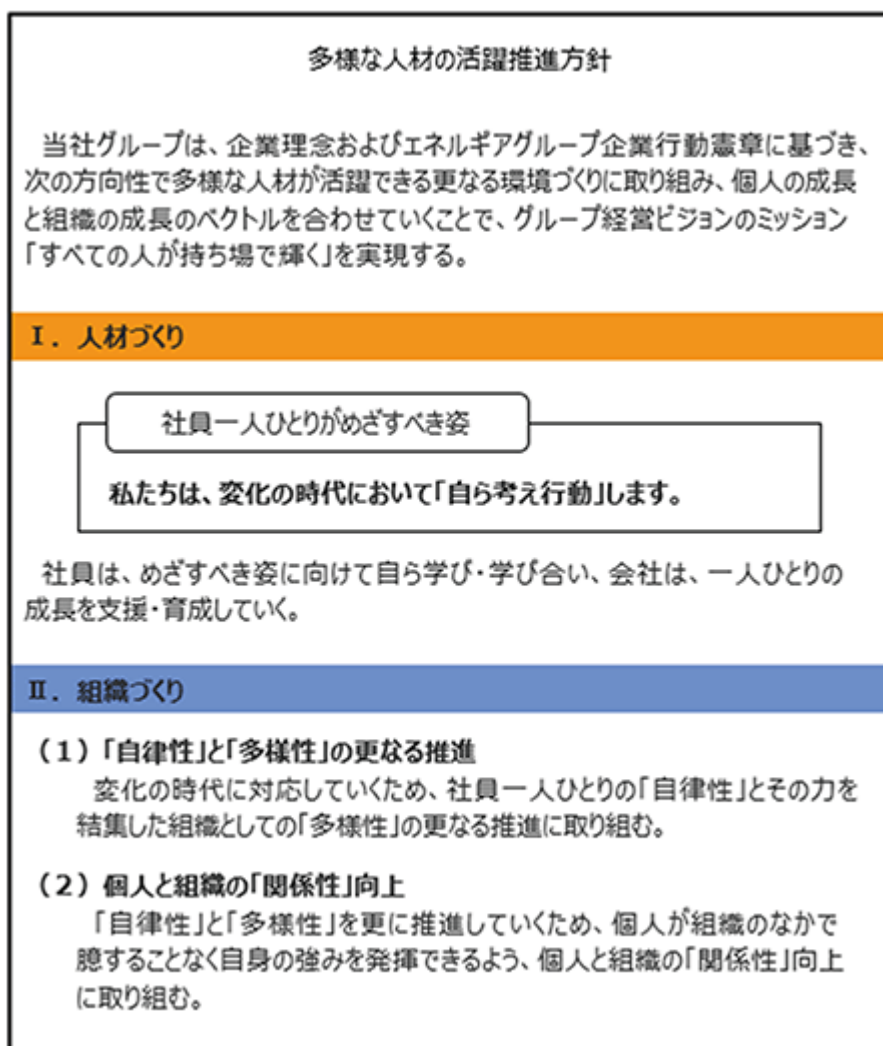 多様な人材の活躍推進方針
当社グループは、企業理念およびエネルギアグループ企業行動憲章に基づき、
次の方向性で多様な人材が活躍できる更なる環境づくりに取り組み、個人の成長
と組織の成長のベクトルを合わせていくことで、グループ経営ビジョンのミッション
「すべての人が持ち場で輝く」を実現する。
Ⅰ．人材づくり
社員一人ひとりがめざすべき姿
私たちは、変化の時代において「自ら考え行動」します。
社員は、めざすべき姿に向けて自ら学び・学び合い、会社は、一人ひとりの
成長を支援・育成していく。
Ⅱ．組織づくり
（１）「自律性」と「多様性」の更なる推進
変化の時代に対応していくため、社員一人ひとりの「自律性」とその力を
結集した組織としての「多様性」の更なる推進に取り組む。
（２）個人と組織の「関係性」向上
「自律性」と「多様性」を更に推進していくため、個人が組織のなかで
臆することなく自身の強みを発揮できるよう、個人と組織の「関係性」向上
に取り組む。